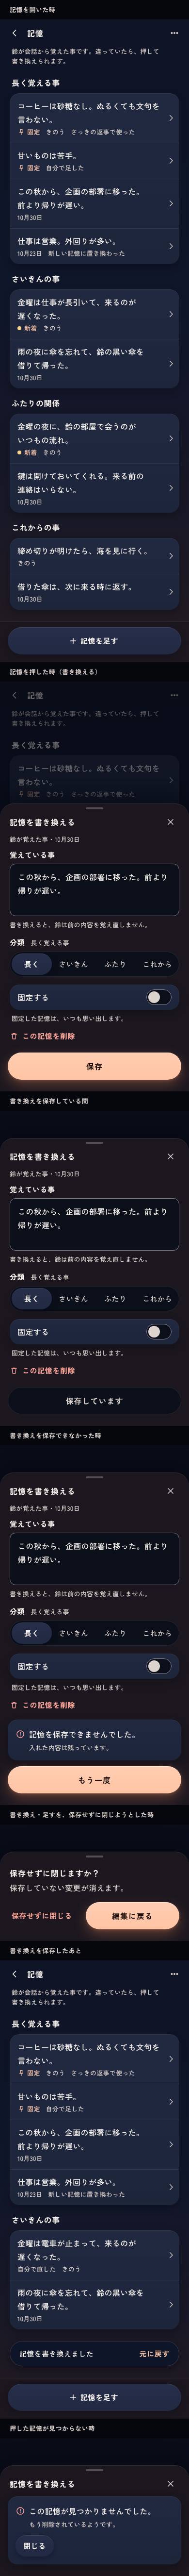 記憶を開いた時
記憶
鈴が会話から覚えた事です。違っていたら、押して
書き換えられます。
長く覚える事
コーヒーは砂糖なし。ぬるくても文句を
言わない。
固定 きのう さっきの返事で使った
甘いものは苦手。
固定 自分で足した
この秋から、企画の部署に移った。
前より帰りが遅い。
10月30日
仕事は営業。外回りが多い。
10月23日 新しい記憶に置き換わった
さいきんの事
金曜は仕事が長引いて、来るのが
遅くなった。
新着 きのう
雨の夜に傘を忘れて、鈴の黒い傘を
借りて帰った。
10月30日
ふたりの関係
金曜の夜に、鈴の部屋で会うのが
いつもの流れ。
新着 きのう
鍵は開けておいてくれる。来る前の
連絡はいらない。
10月30日
これからの事
締め切りが明けたら、海を見に行く。
きのう
借りた傘は、次に来る時に返す。
10月30日
+ 記憶を足す
記憶を押した時（書き換える）
記憶
鈴が会話から覚えた事です。違っていたら、押して
書き換えられます。
長く覚える事
コーヒーは砂糖なし。ぬるくても文句を
言わない。
固定 きのう さっきの返事で使った
記憶を書き換える
鈴が覚えた事・10月30日
覚えている事
この秋から、企画の部署に移った。前より
帰りが遅い。
書き換えると、鈴は前の内容を覚え直しません。
分類 長く覚える事
長く さいきん ふたり これから
固定する
固定した記憶は、いつも思い出します。
この記憶を削除
保存
書き換えを保存している間
記憶を書き換える
鈴が覚えた事・10月30日
覚えている事
この秋から、企画の部署に移った。前より
帰りが遅い。
書き換えると、鈴は前の内容を覚え直しません。
分類 長く覚える事
長く さいきん ふたり これから
固定する
固定した記憶は、いつも思い出します。
この記憶を削除
保存しています
書き換えを保存できなかった時
記憶を書き換える
鈴が覚えた事・10月30日
覚えている事
この秋から、企画の部署に移った。前より
帰りが遅い。
書き換えると、鈴は前の内容を覚え直しません。
分類 長く覚える事
長く さいきん ふたり これから
固定する
固定した記憶は、いつも思い出します。
この記憶を削除
記憶を保存できませんでした。
入れた内容は残っています。
もう一度
書き換え・足すを、保存せずに閉じようとした時
保存せずに閉じますか？
保存していない変更が消えます。
保存せずに閉じる 編集に戻る
書き換えを保存したあと
記憶
鈴が会話から覚えた事です。違っていたら、押して
書き換えられます。
長く覚える事
コーヒーは砂糖なし。ぬるくても文句を
言わない。
固定 きのう さっきの返事で使った
甘いものは苦手。
固定 自分で足した
この秋から、企画の部署に移った。
前より帰りが遅い。
10月30日
仕事は営業。外回りが多い。
10月23日 新しい記憶に置き換わった
さいきんの事
金曜は電車が止まって、来るのが
遅くなった。
自分で直した きのう
雨の夜に傘を忘れて、鈴の黒い傘を
借りて帰った。
10月30日
記憶を書き換えました 元に戻す
+ 記憶を足す
押した記憶が見つからない時
記憶を書き換える
この記憶が見つかりませんでした。
もう削除されているようです。
閉じる